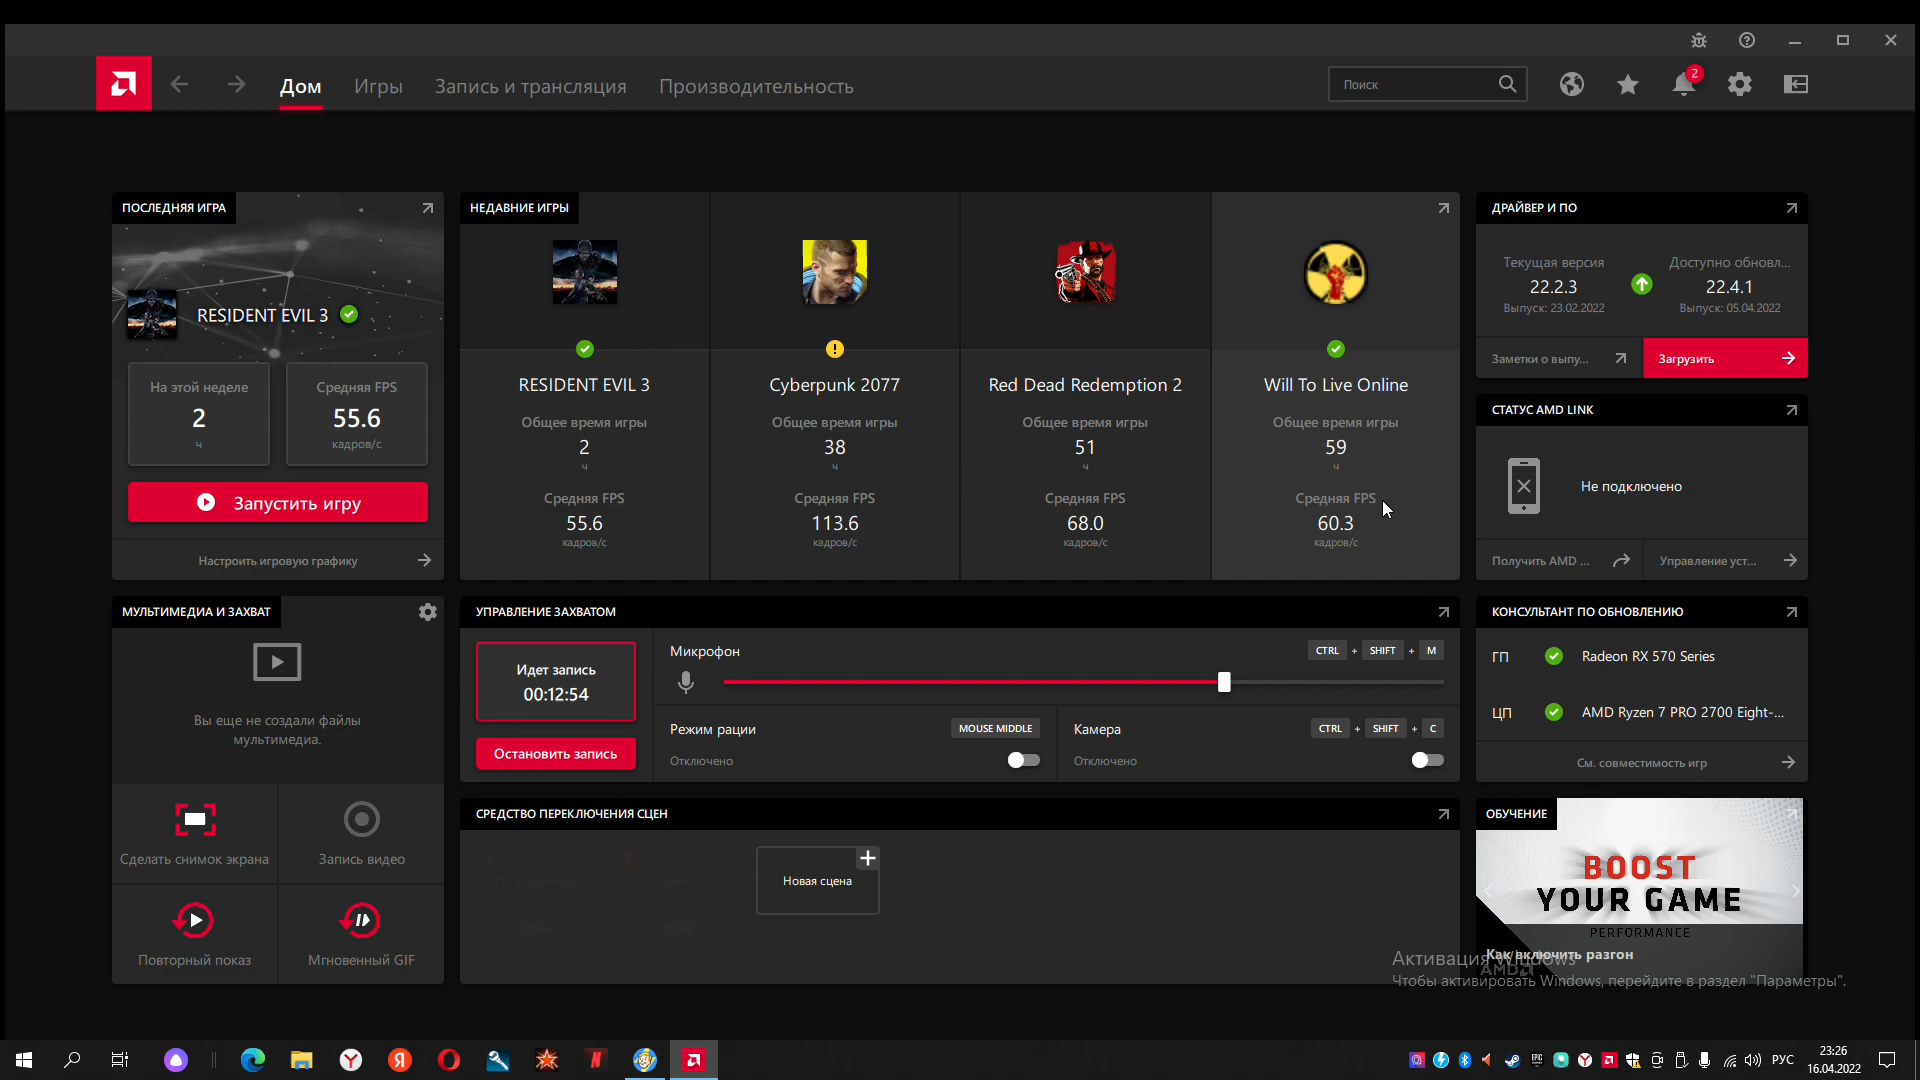 Дом
Игры
Запись и трансляция
Производительность
Поиск
2
ПОСЛЕДНЯЯ ИГРА
RESIDENT EVIL 3
На этой неделе
2
ч
Средняя FPS
55.6
кадров/с
Запустить игру
Настроить игровую графику
НЕДАВНИЕ ИГРЫ
RESIDENT EVIL 3
Общее время игры
2
ч
Средняя FPS
55.6
кадров/с
Cyberpunk 2077
Общее время игры
38
ч
Средняя FPS
113.6
кадров/с
Red Dead Redemption 2
Общее время игры
51
ч
Средняя FPS
68.0
кадров/с
Will To Live Online
Общее время игры
59
ч
Средняя FPS
60.3
кадров/с
ДРАЙВЕР И ПО
Текущая версия
22.2.3
Выпуск: 23.02.2022
Доступно обновл...
22.4.1
Выпуск: 05.04.2022
Заметки о выпу...
Загрузить
СТАТУС AMD LINK
Не подключено
Получить AMD ...
Управление уст...
МУЛЬТИМЕДИА И ЗАХВАТ
Вы еще не создали файлы
мультимедиа.
Сделать снимок экрана
Запись видео
Повторный показ
Мгновенный GIF
УПРАВЛЕНИЕ ЗАХВАТОМ
Идет запись
00:12:54
Остановить запись
Микрофон
CTRL + SHIFT + M
Режим рации
MOUSE MIDDLE
Отключено
Камера
CTRL + SHIFT + C
Отключено
СРЕДСТВО ПЕРЕКЛЮЧЕНИЯ СЦЕН
Новая сцена
КОНСУЛЬТАНТ ПО ОБНОВЛЕНИЮ
ГП
Radeon RX 570 Series
ЦП
AMD Ryzen 7 PRO 2700 Eight-...
См. совместимость игр
ОБУЧЕНИЕ
BOOST
YOUR GAME
PERFORMANCE
Как включить разгон
AMD
Активация Windows
Чтобы активировать Windows, перейдите в раздел "Параметры".
РУС
23:26
16.04.2022